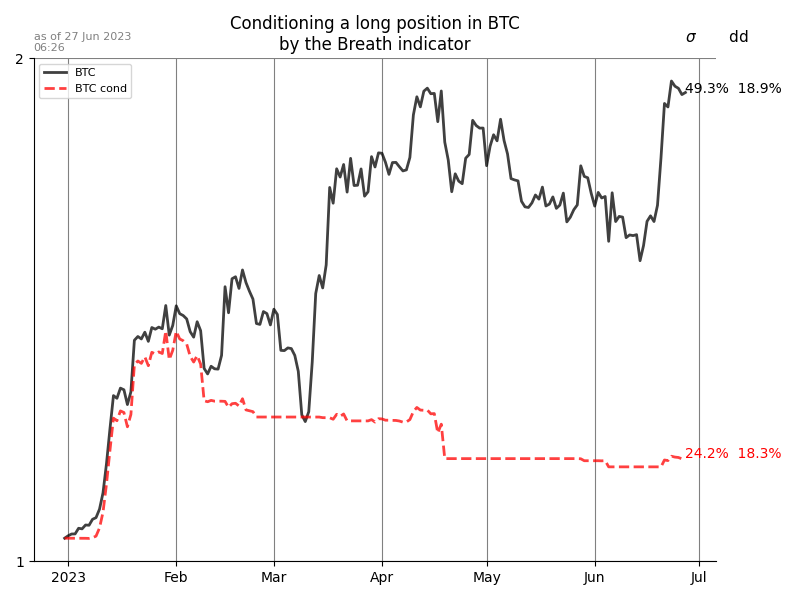 Conditioning a long position in BTC
by the Breath indicator
as of 27 Jun 2023
06:26
σ dd
2
BTC
BTC cond
49.3% 18.9%
24.2% 18.3%
1
2023 Feb Mar Apr May Jun Jul